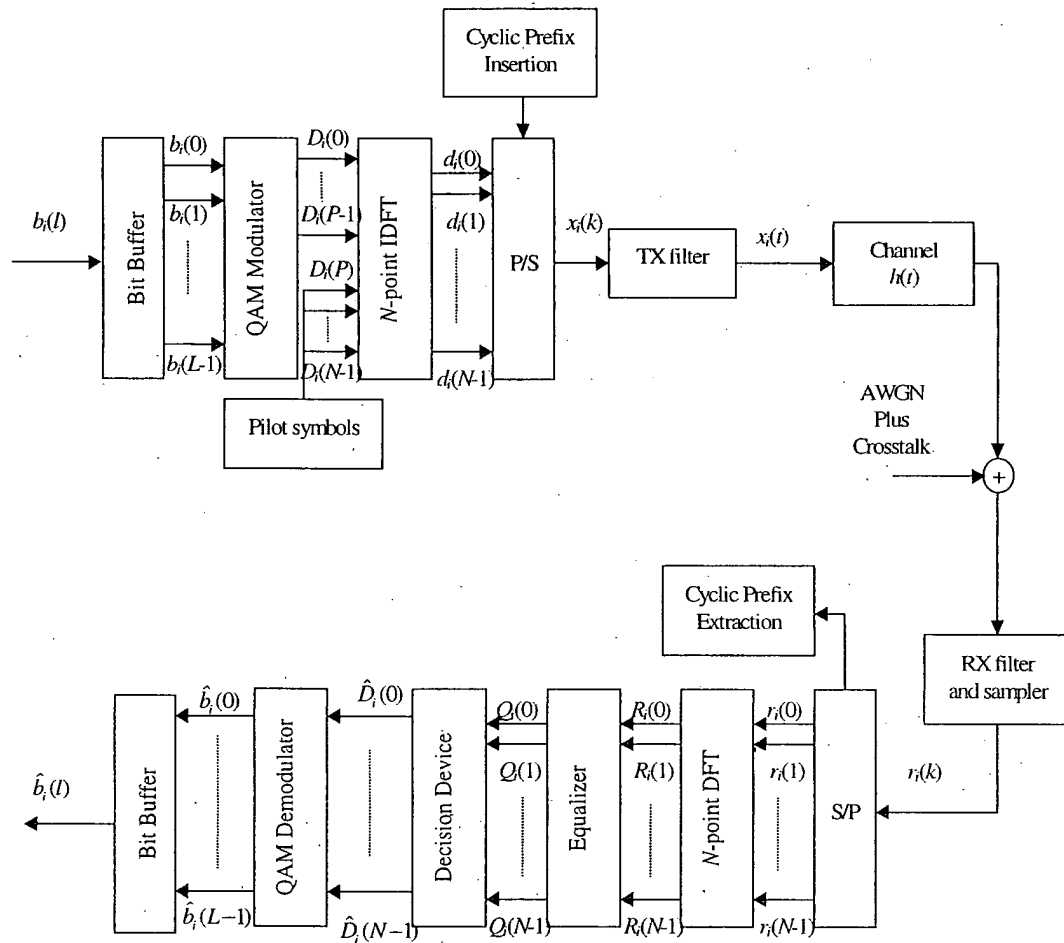 Cyclic Prefix
Insertion
b_i(l)
Bit Buffer
b_i(0)
b_i(1)
b_i(L-1)
QAM Modulator
D_i(0)
D_i(P-1)
D_i(P)
D_i(N-1)
Pilot symbols
N-point IDFT
d_i(0)
d_i(1)
d_i(N-1)
P/S
x_i(k)
TX filter
x_i(t)
Channel
h(t)
AWGN
Plus
Crosstalk
+
RX filter
and sampler
r_i(k)
Cyclic Prefix
Extraction
S/P
r_i(0)
r_i(1)
r_i(N-1)
N-point DFT
R_i(0)
R_i(1)
R_i(N-1)
Equalizer
Q_i(0)
Q_i(1)
Q_i(N-1)
Decision Device
D̂_i(0)
D̂_i(N-1)
QAM Demodulator
b̂_i(0)
b̂_i(L-1)
Bit Buffer
b̂_i(l)